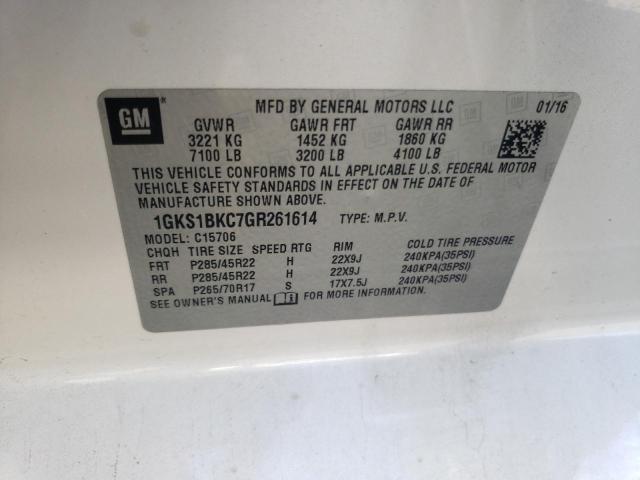 GM
MFD BY GENERAL MOTORS LLC 01/16
GVWR GAWR FRT GAWR RR
3221 KG 1452 KG 1860 KG
7100 LB 3200 LB 4100 LB
THIS VEHICLE CONFORMS TO ALL APPLICABLE U.S. FEDERAL MOTOR
VEHICLE SAFETY STANDARDS IN EFFECT ON THE DATE OF
MANUFACTURE SHOWN ABOVE.
1GKS1BKC7GR261614 TYPE: M.P.V.
MODEL: C15706
CHQH TIRE SIZE SPEED RTG RIM COLD TIRE PRESSURE
FRT P285/45R22 H 22X9J 240KPA(35PSI)
RR P285/45R22 H 22X9J 240KPA(35PSI)
SPA P265/70R17 S 17X7.5J 240KPA(35PSI)
SEE OWNER'S MANUAL FOR MORE INFORMATION.